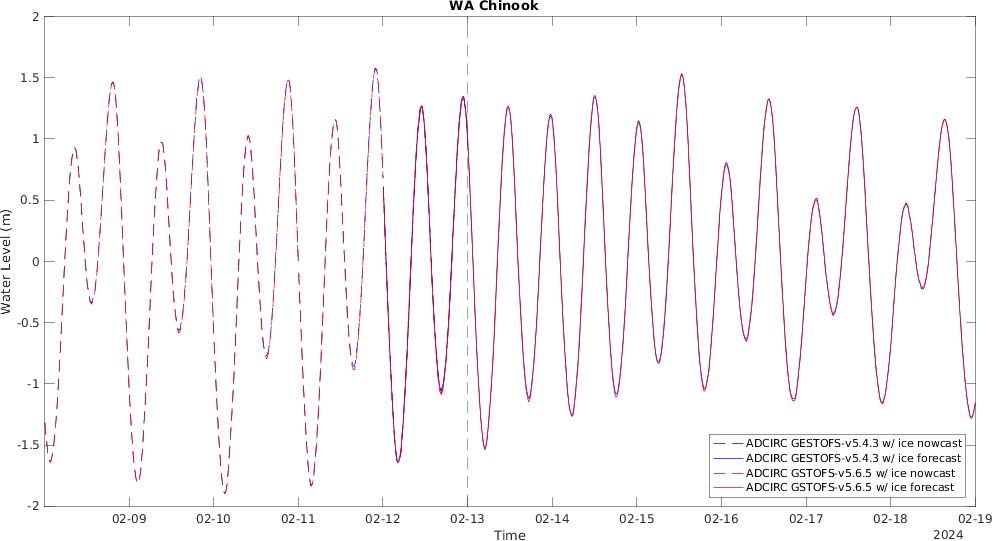 WA Chinook
2
1.5
1
0.5
0
-0.5
-1
-1.5
-2
Water Level (m)
ADCIRC GESTOFS-v5.4.3 w/ ice nowcast
ADCIRC GESTOFS-v5.4.3 w/ ice forecast
ADCIRC GSTOFS-v5.6.5 w/ ice nowcast
ADCIRC GSTOFS-v5.6.5 w/ ice forecast
02-09 02-10 02-11 02-12 02-13 02-14 02-15 02-16 02-17 02-18 02-19
Time
2024